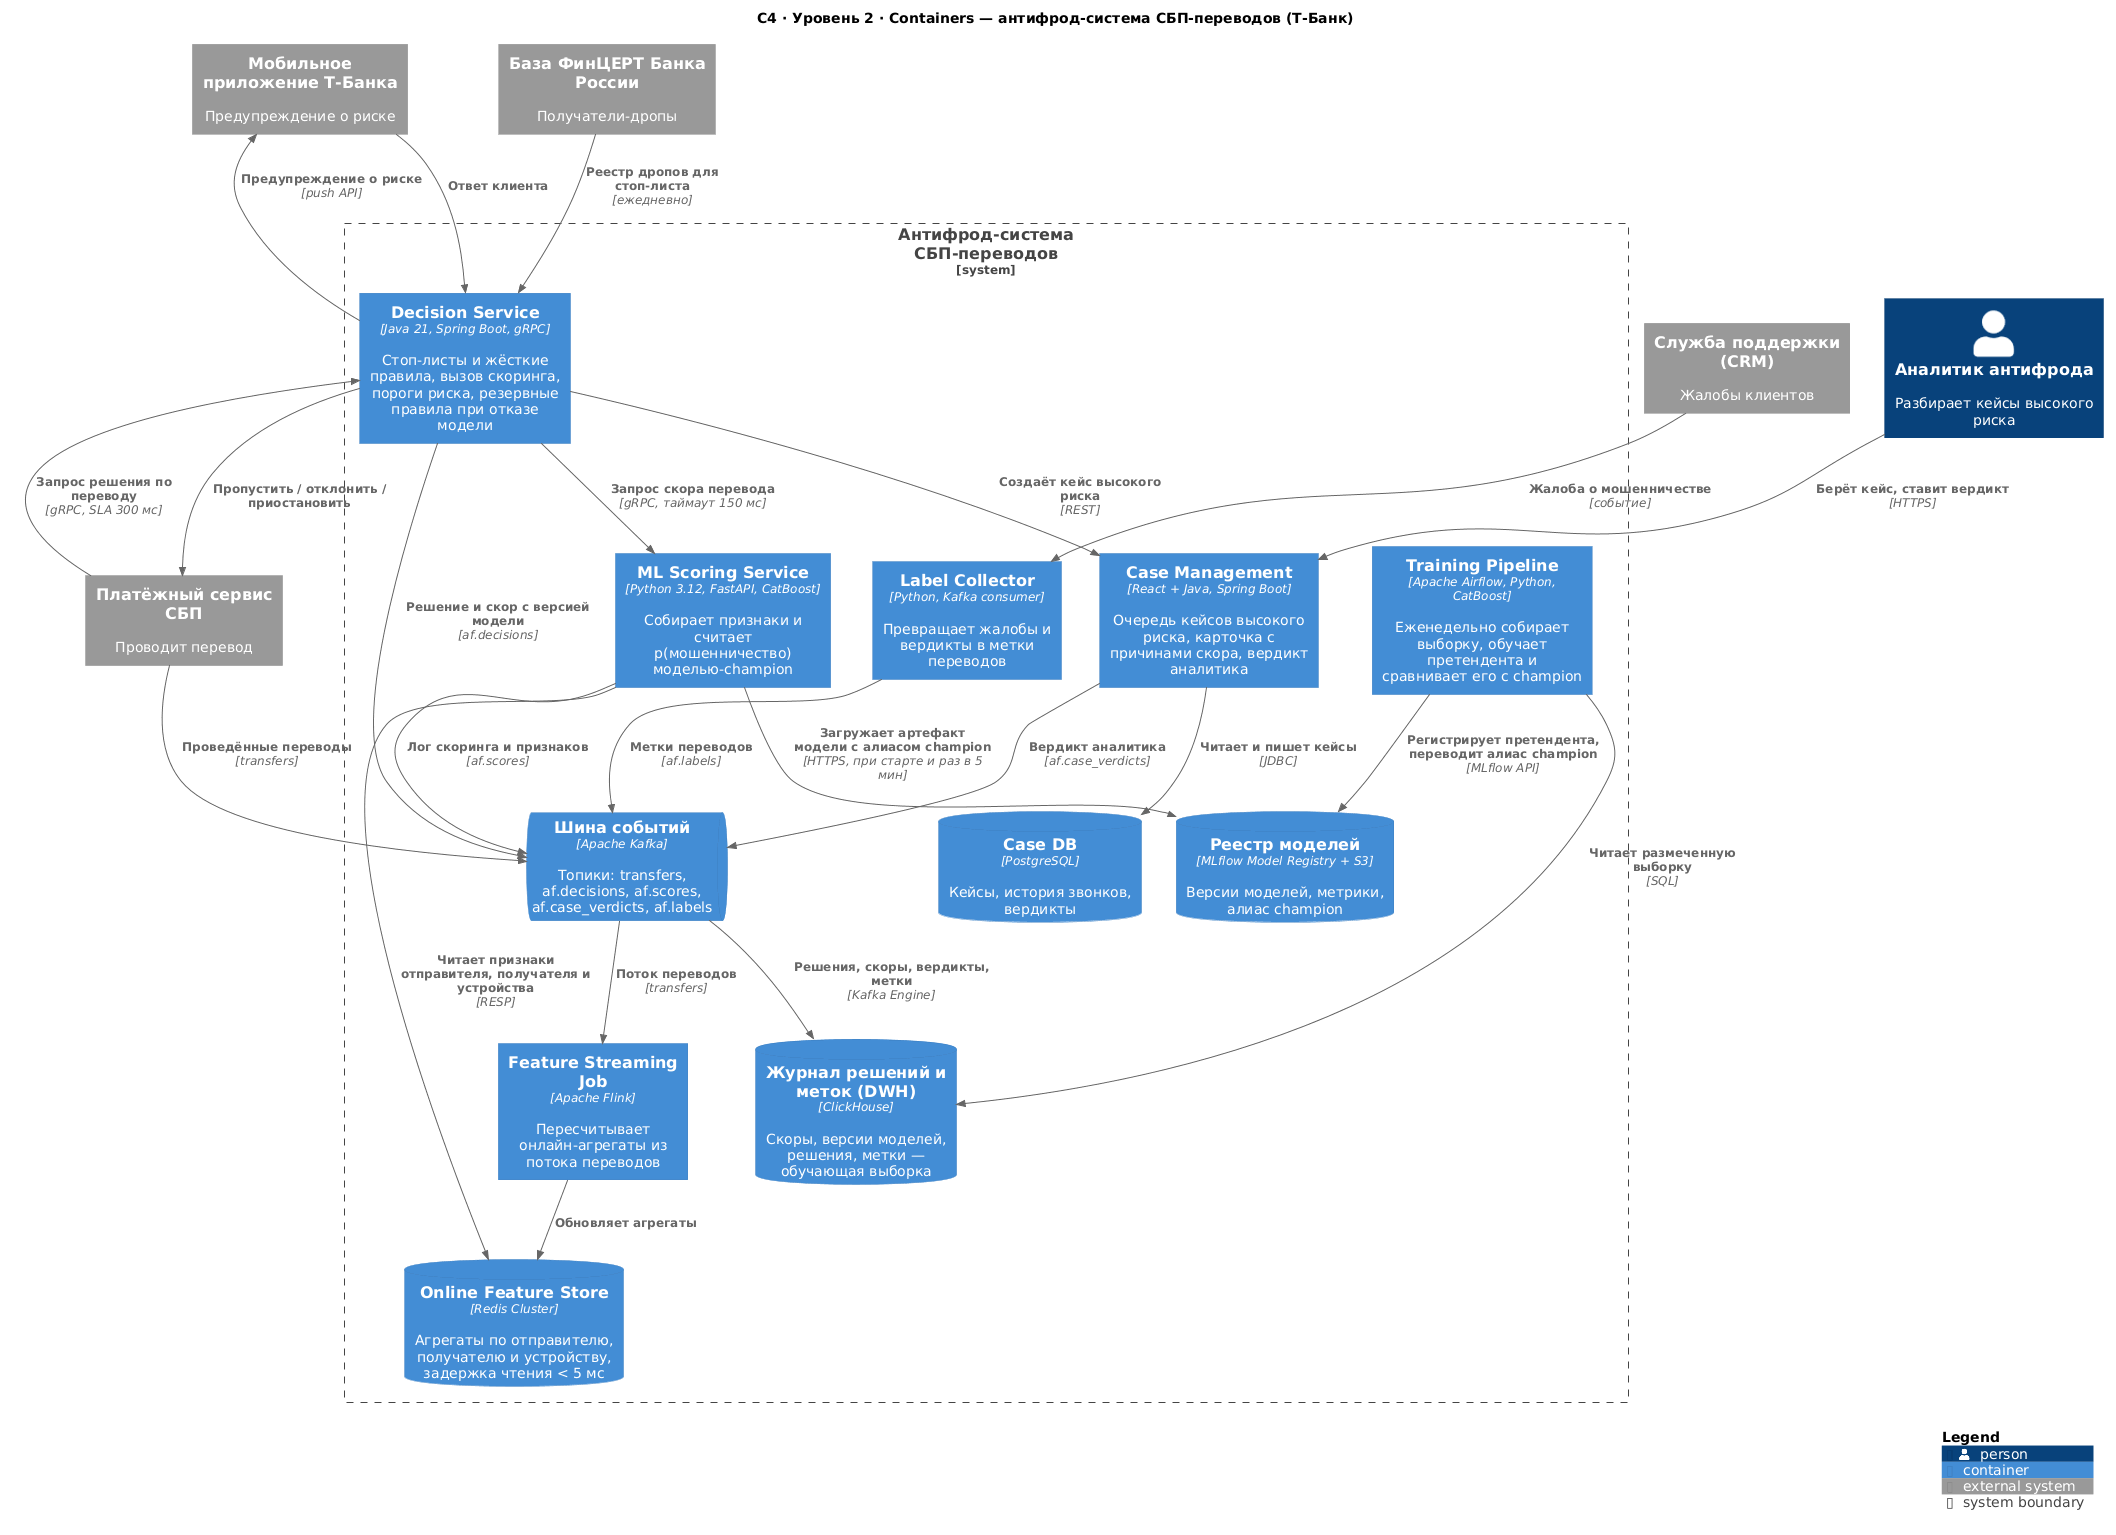 C4 · Уровень 2 · Containers — антифрод-система СБП-переводов (Т-Банк)
Мобильное
приложение Т-Банка
Предупреждение о риске
База ФинЦЕРТ Банка
России
Получатели-дропы
Предупреждение о риске
[push API]
Ответ клиента
Реестр дропов для
стоп-листа
[ежедневно]
Антифрод-система
СБП-переводов
[system]
Decision Service
[Java 21, Spring Boot, gRPC]
Стоп-листы и жёсткие
правила, вызов скоринга,
пороги риска, резервные
правила при отказе
модели
Служба поддержки
(CRM)
Жалобы клиентов
Аналитик антифрода
Разбирает кейсы высокого
риска
Запрос решения по
переводу
[gRPC, SLA 300 мс]
Пропустить / отклонить /
приостановить
Запрос скора перевода
[gRPC, таймаут 150 мс]
Создаёт кейс высокого
риска
[REST]
Жалоба о мошенничестве
[событие]
Берёт кейс, ставит вердикт
[HTTPS]
Платёжный сервис
СБП
Проводит перевод
Решение и скор с версией
модели
[af.decisions]
ML Scoring Service
[Python 3.12, FastAPI, CatBoost]
Собирает признаки и
считает
p(мошенничество)
моделью-champion
Label Collector
[Python, Kafka consumer]
Превращает жалобы и
вердикты в метки
переводов
Case Management
[React + Java, Spring Boot]
Очередь кейсов высокого
риска, карточка с
причинами скора, вердикт
аналитика
Training Pipeline
[Apache Airflow, Python,
CatBoost]
Еженедельно собирает
выборку, обучает
претендента и
сравнивает его с champion
Проведённые переводы
[transfers]
Лог скоринга и признаков
[af.scores]
Метки переводов
[af.labels]
Загружает артефакт
модели с алиасом champion
[HTTPS, при старте и раз в 5
мин]
Вердикт аналитика
[af.case_verdicts]
Читает и пишет кейсы
[JDBC]
Регистрирует претендента,
переводит алиас champion
[MLflow API]
Шина событий
[Apache Kafka]
Топики: transfers,
af.decisions, af.scores,
af.case_verdicts, af.labels
Case DB
[PostgreSQL]
Кейсы, история звонков,
вердикты
Реестр моделей
[MLflow Model Registry + S3]
Версии моделей, метрики,
алиас champion
Читает размеченную
выборку
[SQL]
Читает признаки
отправителя, получателя и
устройства
[RESP]
Поток переводов
[transfers]
Решения, скоры, вердикты,
метки
[Kafka Engine]
Feature Streaming
Job
[Apache Flink]
Пересчитывает
онлайн-агрегаты из
потока переводов
Журнал решений и
меток (DWH)
[ClickHouse]
Скоры, версии моделей,
решения, метки —
обучающая выборка
Обновляет агрегаты
Online Feature Store
[Redis Cluster]
Агрегаты по отправителю,
получателю и устройству,
задержка чтения < 5 мс
Legend
person
container
external system
system boundary